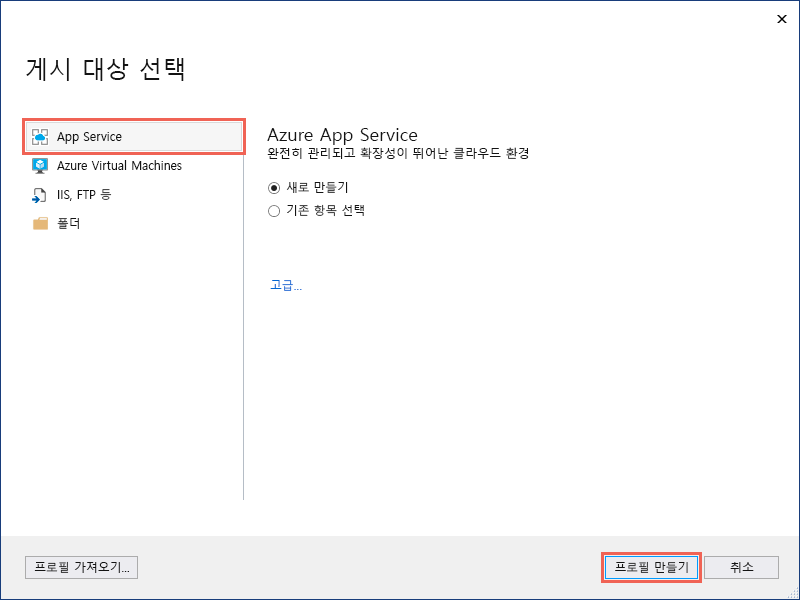 게시 대상 선택
App Service
Azure Virtual Machines
IIS, FTP 등
폴더
Azure App Service
완전히 관리되고 확장성이 뛰어난 클라우드 환경
새로 만들기
기존 항목 선택
고급...
프로필 가져오기...
프로필 만들기
취소